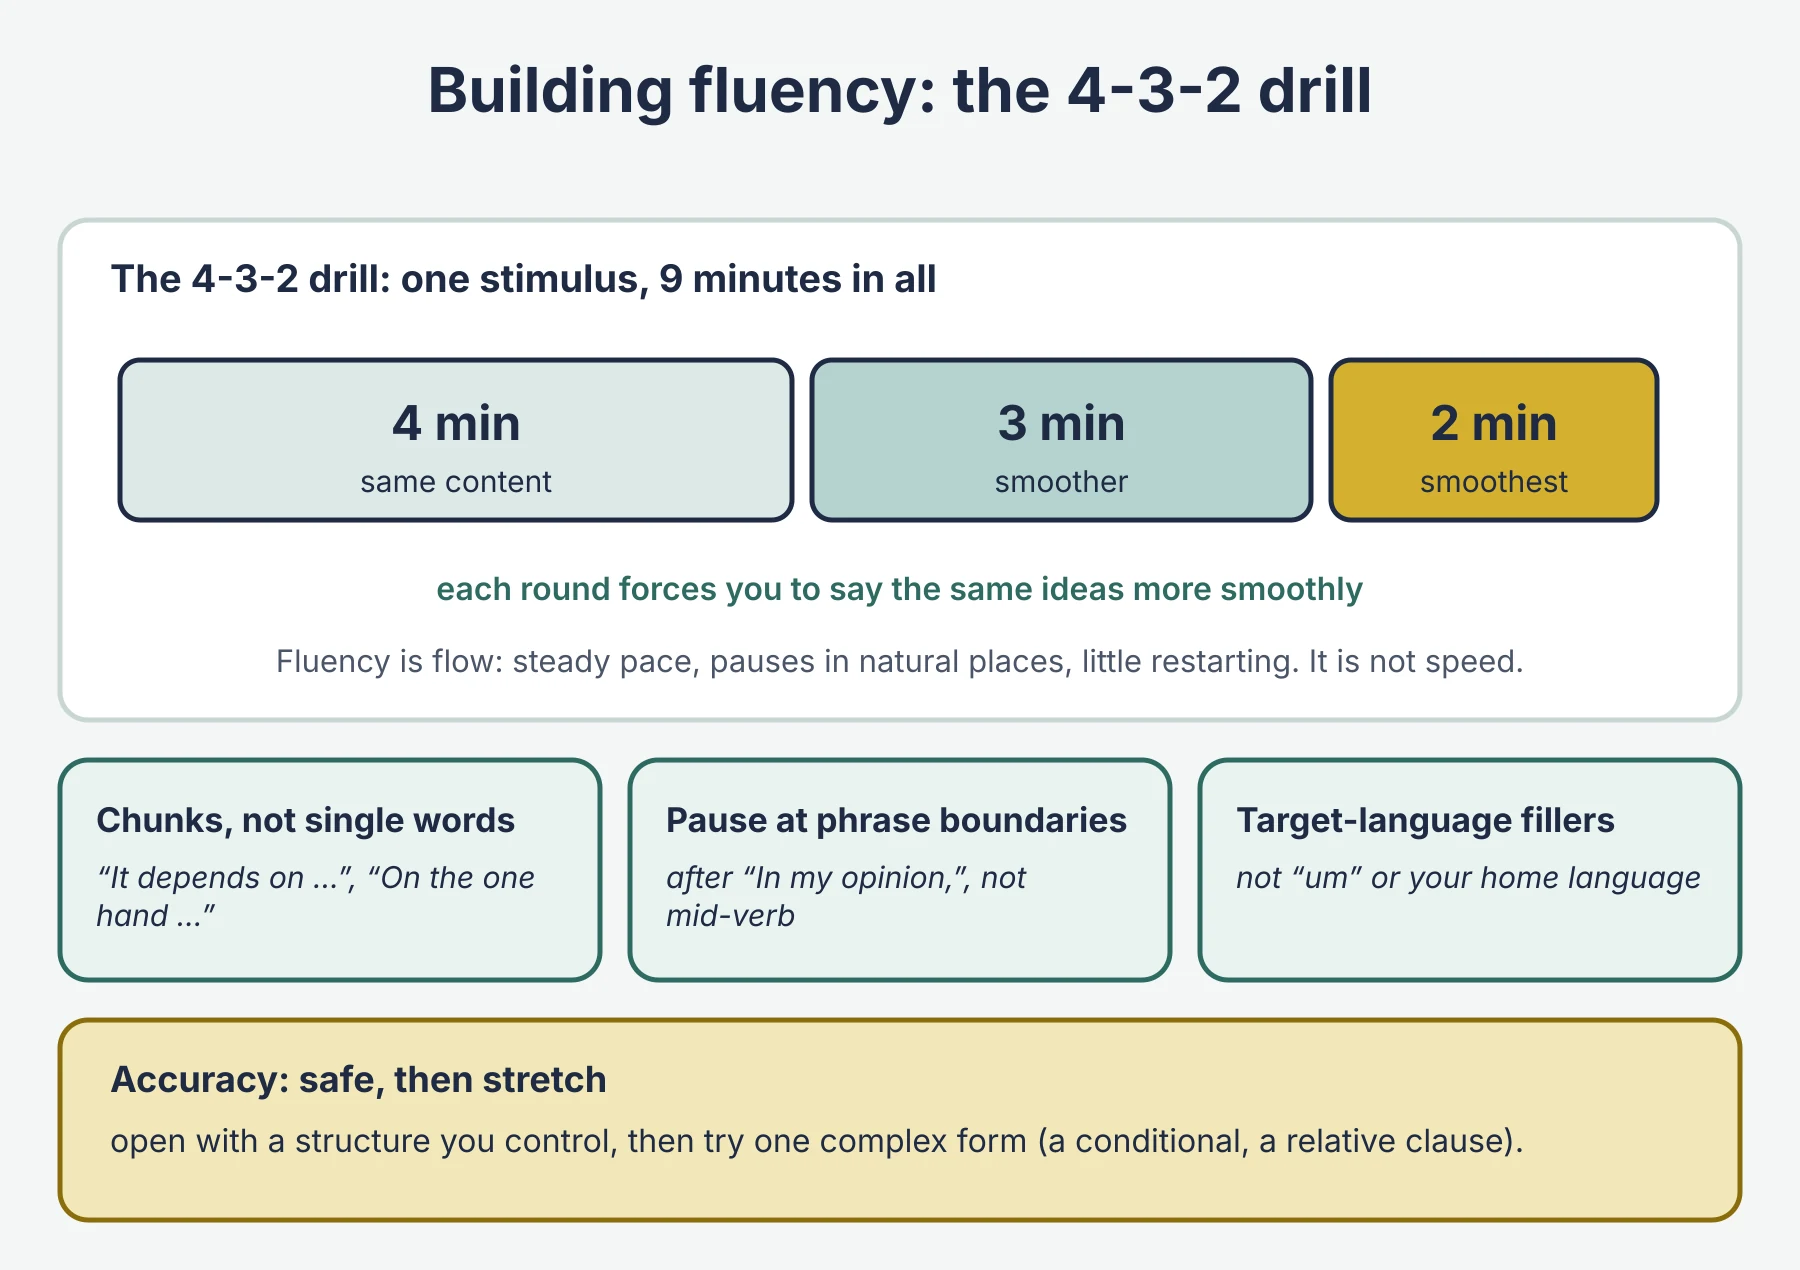 Building fluency: the 4-3-2 drill
The 4-3-2 drill: one stimulus, 9 minutes in all
4 min
same content
3 min
smoother
2 min
smoothest
each round forces you to say the same ideas more smoothly
Fluency is flow: steady pace, pauses in natural places, little restarting. It is not speed.
Chunks, not single words
“It depends on ...”, “On the one
hand ...”
Pause at phrase boundaries
after “In my opinion,”, not
mid-verb
Target-language fillers
not “um” or your home language
Accuracy: safe, then stretch
open with a structure you control, then try one complex form (a conditional, a relative clause).